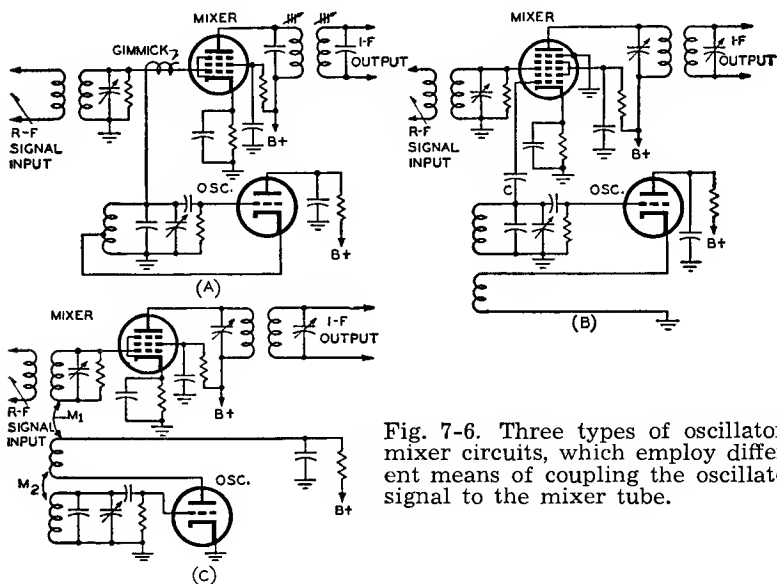 MIXER
GIMMICK
I-F
OUTPUT
R-F
SIGNAL
INPUT
B+
OSC.
B+
(A)
MIXER
I-F
OUTPUT
R-F
SIGNAL
INPUT
B+
C
OSC.
B+
(B)
MIXER
I-F
OUTPUT
R-F
SIGNAL
INPUT
M1
B+
M2
OSC.
B+
(C)
Fig. 7-6. Three types of oscillator
mixer circuits, which employ differ
ent means of coupling the oscillat
signal to the mixer tube.